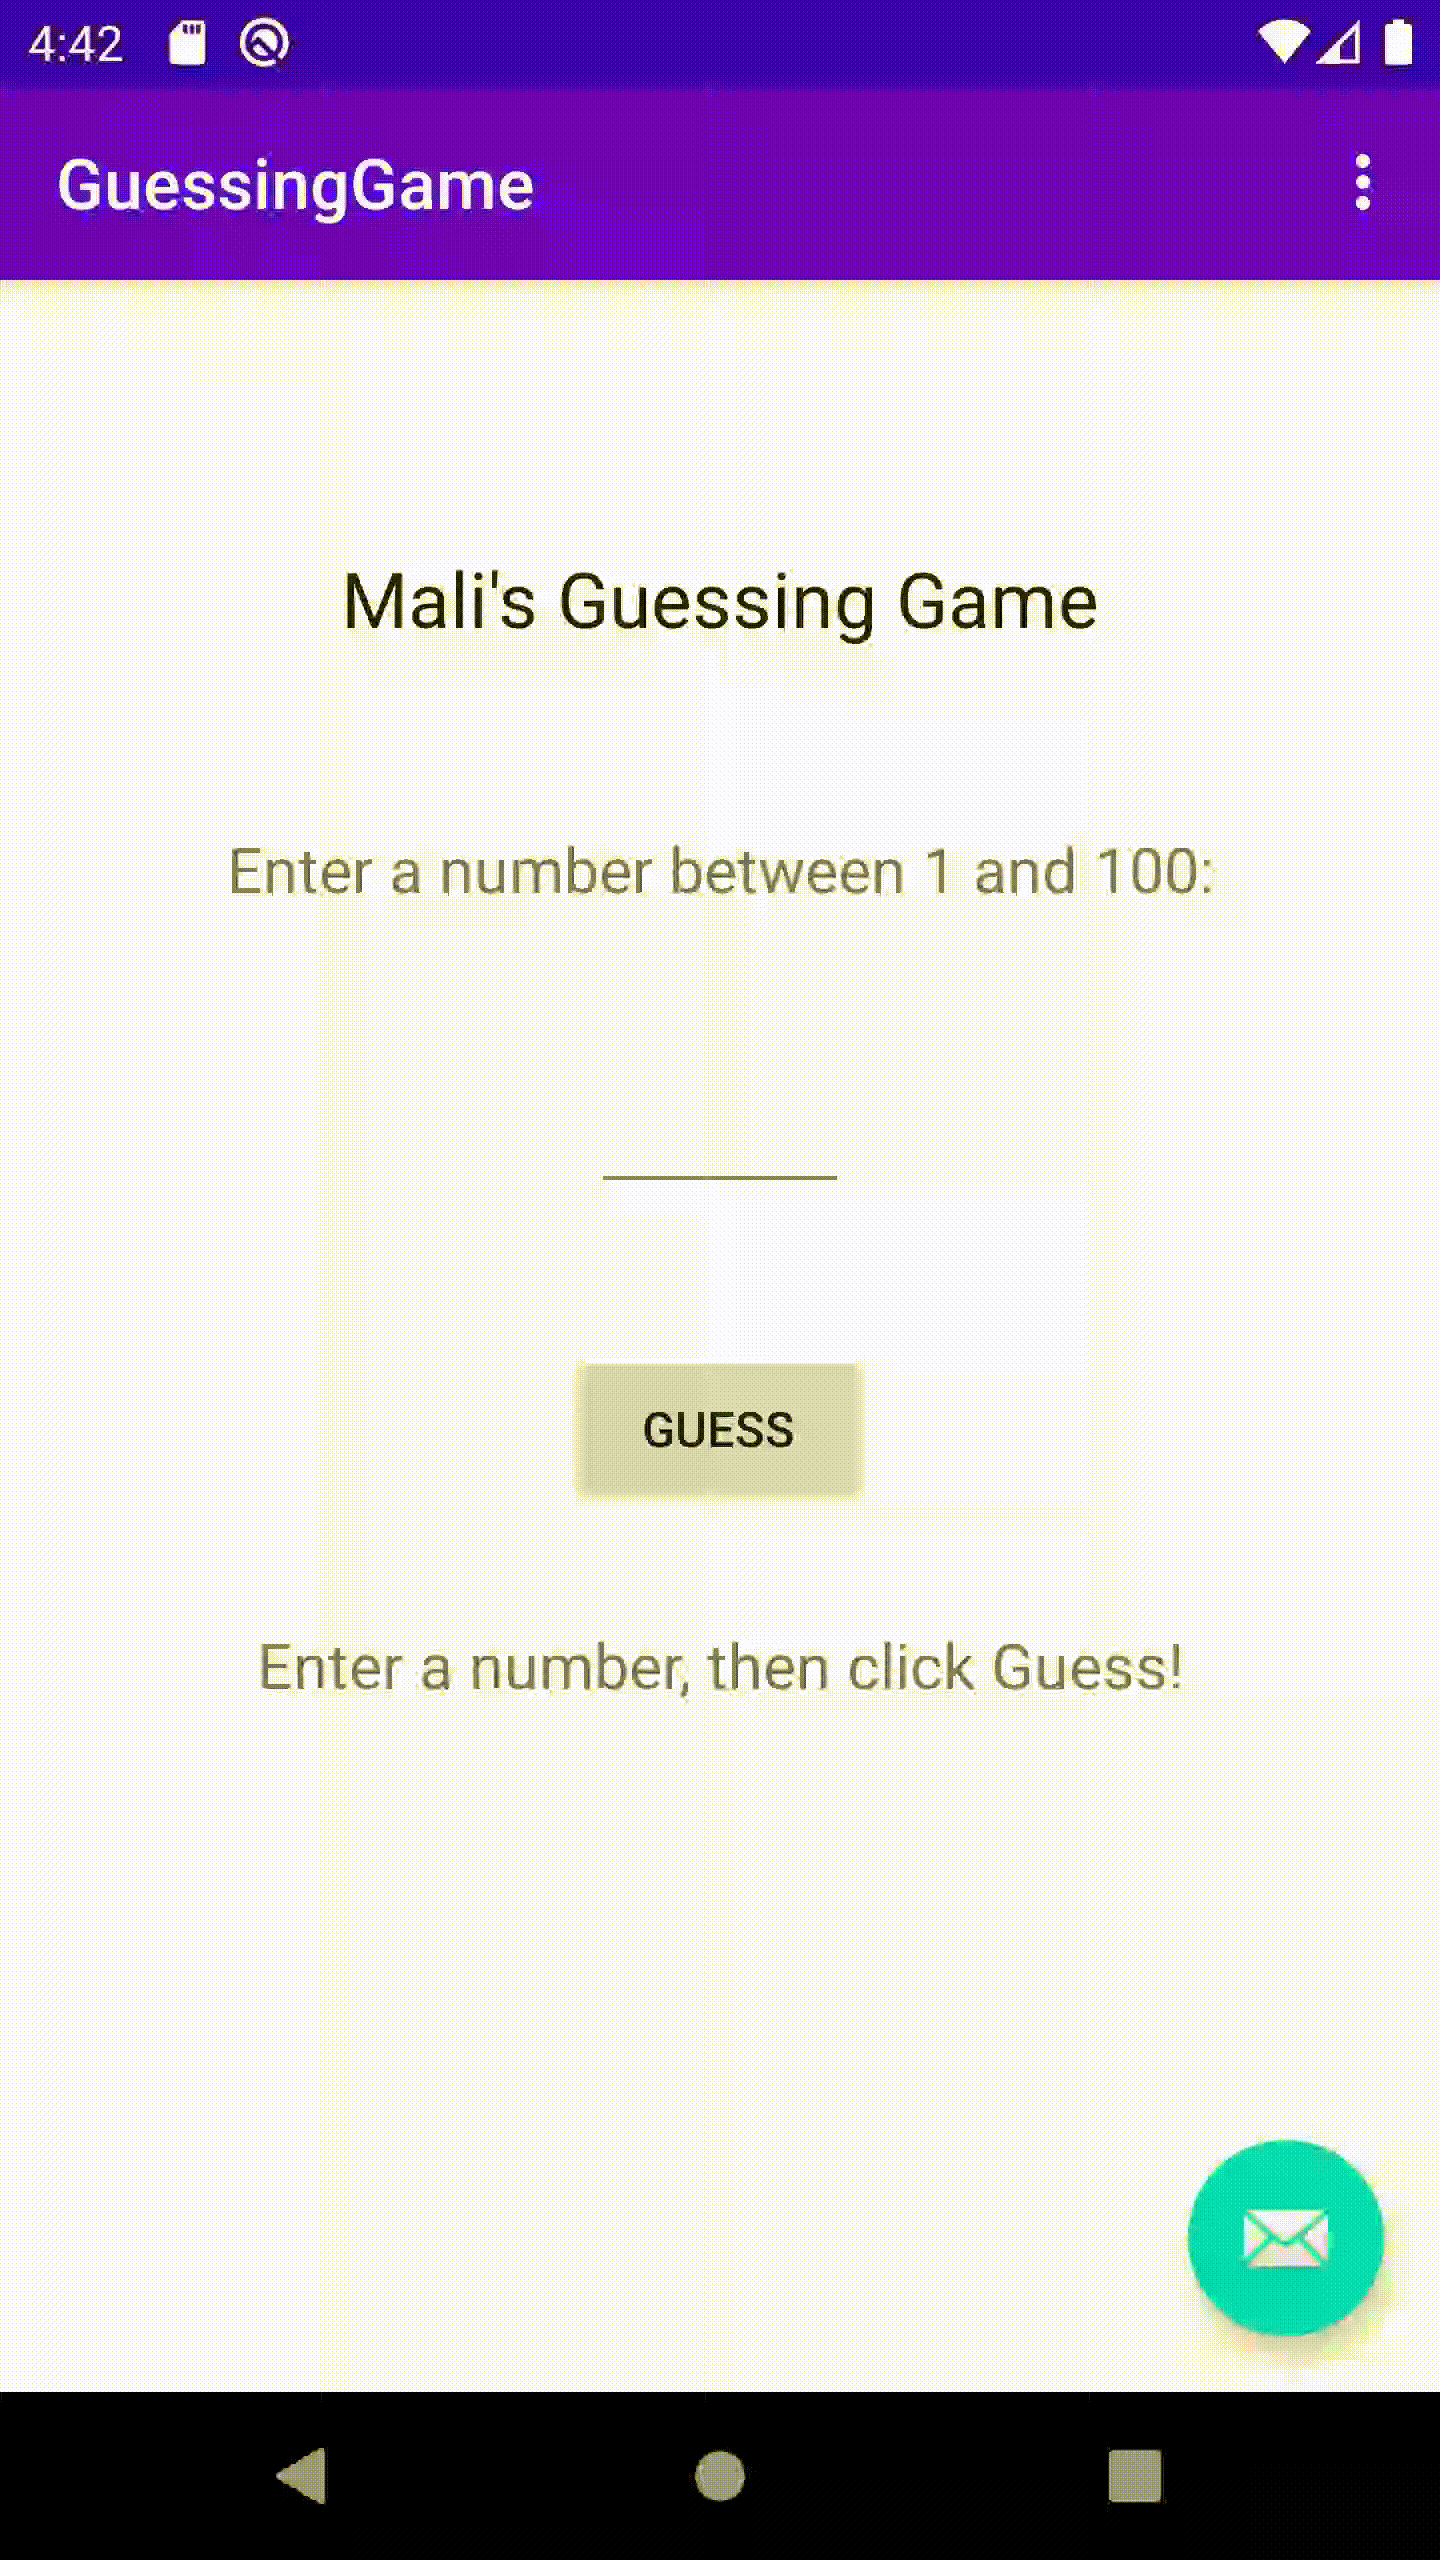 4:42
GuessingGame
Mali's Guessing Game
Enter a number between 1 and 100:
GUESS
Enter a number, then click Guess!